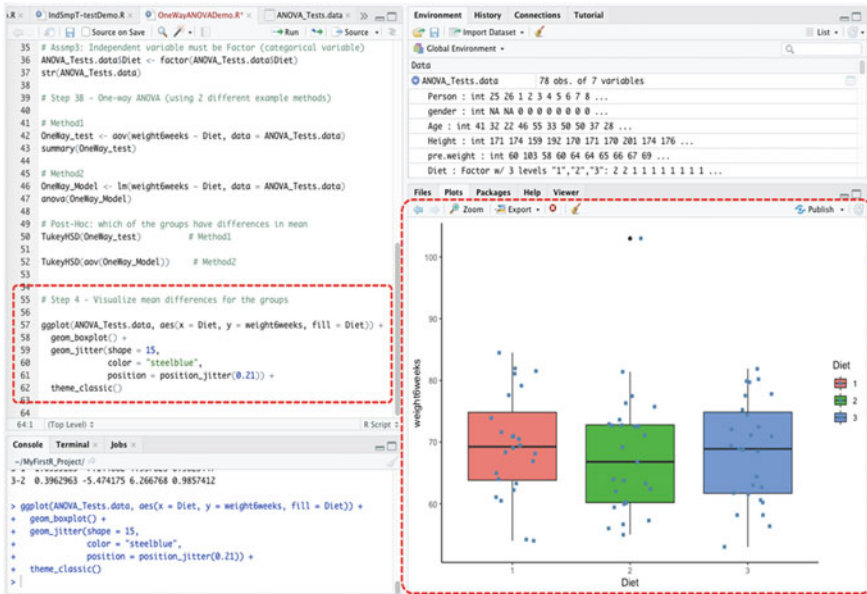 .R × IndSmpT-testDemo.R × OneWayANOVADemo.R* × ANOVA_Tests.data ×
Source on Save Run Source
35 # Assmp3: Independent variable must be Factor (categorical variable)
36 ANOVA_Tests.data$Diet <- factor(ANOVA_Tests.data$Diet)
37 str(ANOVA_Tests.data)
38
39 # Step 3B - One-way ANOVA (using 2 different example methods)
40
41 # Method1
42 OneWay_test <- aov(weight6weeks ~ Diet, data = ANOVA_Tests.data)
43 summary(OneWay_test)
44
45 # Method2
46 OneWay_Model <- lm(weight6weeks ~ Diet, data = ANOVA_Tests.data)
47 anova(OneWay_Model)
48
49 # Post-Hoc: which of the groups have differences in mean
50 TukeyHSD(OneWay_test) # Method1
51
52 TukeyHSD(aov(OneWay_Model)) # Method2
53
54
55 # Step 4 - Visualize mean differences for the groups
56
57 ggplot(ANOVA_Tests.data, aes(x = Diet, y = weight6weeks, fill = Diet)) +
58 geom_boxplot() +
59 geom_jitter(shape = 15,
60 color = "steelblue",
61 position = position_jitter(0.21)) +
62 theme_classic()
63
64
64:1 (Top Level) R Script
Console Terminal × Jobs ×
~/MyFirstR_Project/
3-2 0.3962963 -5.474175 6.266768 0.9857412
> ggplot(ANOVA_Tests.data, aes(x = Diet, y = weight6weeks, fill = Diet)) +
+ geom_boxplot() +
+ geom_jitter(shape = 15,
+ color = "steelblue",
+ position = position_jitter(0.21)) +
+ theme_classic()
>
Environment History Connections Tutorial
Import Dataset List
Global Environment
Data
ANOVA_Tests.data 78 obs. of 7 variables
Person : int 25 26 1 2 3 4 5 6 7 8 ...
gender : int NA NA 0 0 0 0 0 0 0 0 ...
Age : int 41 32 22 46 55 33 50 50 37 28 ...
Height : int 171 174 159 192 170 171 170 201 174 176 ...
pre.weight : int 60 103 58 60 64 64 65 66 67 69 ...
Diet : Factor w/ 3 levels "1","2","3": 2 2 1 1 1 1 1 1 1 1 ...
Files Plots Packages Help Viewer
Zoom Export Publish
100
90
80
70
60
weight6weeks
1
2
3
Diet
Diet
1
2
3